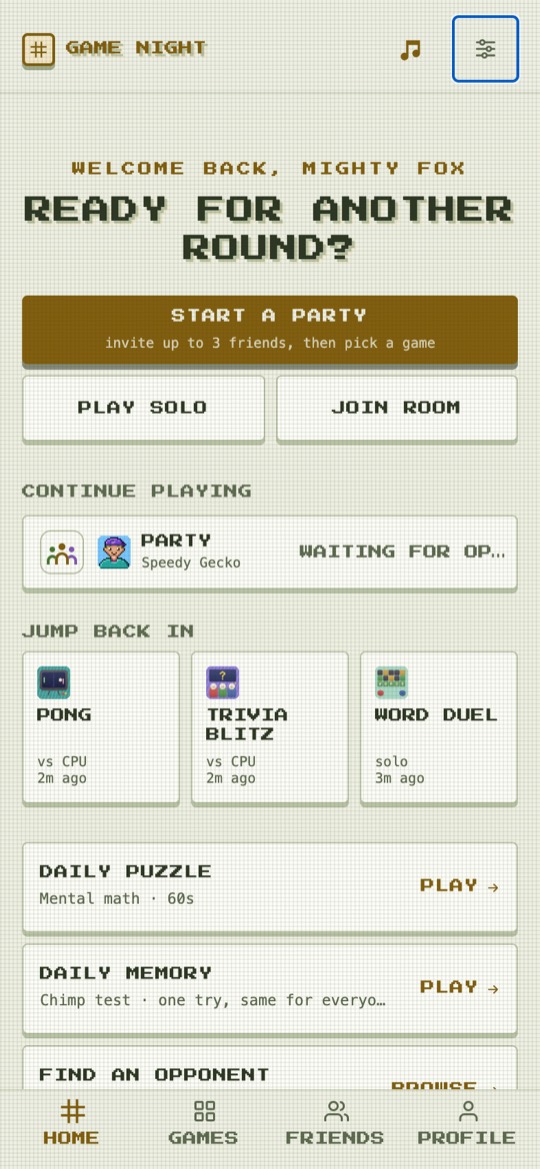 GAME NIGHT
WELCOME BACK, MIGHTY FOX
READY FOR ANOTHER
ROUND?
START A PARTY
invite up to 3 friends, then pick a game
PLAY SOLO
JOIN ROOM
CONTINUE PLAYING
PARTY
Speedy Gecko
WAITING FOR OP…
JUMP BACK IN
PONG
vs CPU
2m ago
TRIVIA
BLITZ
vs CPU
2m ago
WORD DUEL
solo
3m ago
DAILY PUZZLE
Mental math · 60s
PLAY →
DAILY MEMORY
Chimp test · one try, same for everyo…
PLAY →
FIND AN OPPONENT
BROWSE
HOME
GAMES
FRIENDS
PROFILE